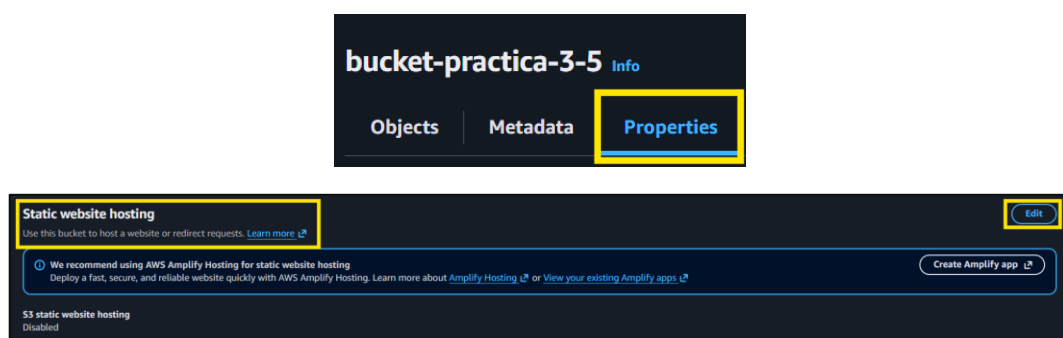 bucket-practica-3-5 Info
Objects Metadata Properties
Static website hosting
Edit
Use this bucket to host a website or redirect requests. Learn more
We recommend using AWS Amplify Hosting for static website hosting
Create Amplify app
Deploy a fast, secure, and reliable website quickly with AWS Amplify Hosting. Learn more about Amplify Hosting or View your existing Amplify apps
S3 static website hosting
Disabled